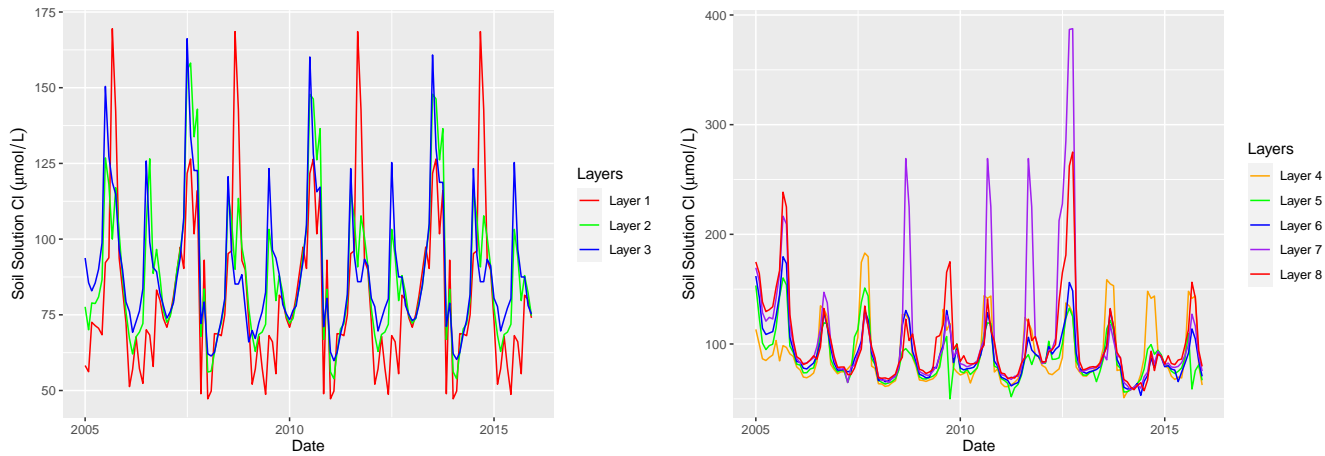 Soil Solution Cl (μmol/L)
175
150
125
100
75
50
2005
2010
2015
Date
Layers
Layer 1
Layer 2
Layer 3
Soil Solution Cl (μmol/L)
400
300
200
100
2005
2010
2015
Date
Layers
Layer 4
Layer 5
Layer 6
Layer 7
Layer 8